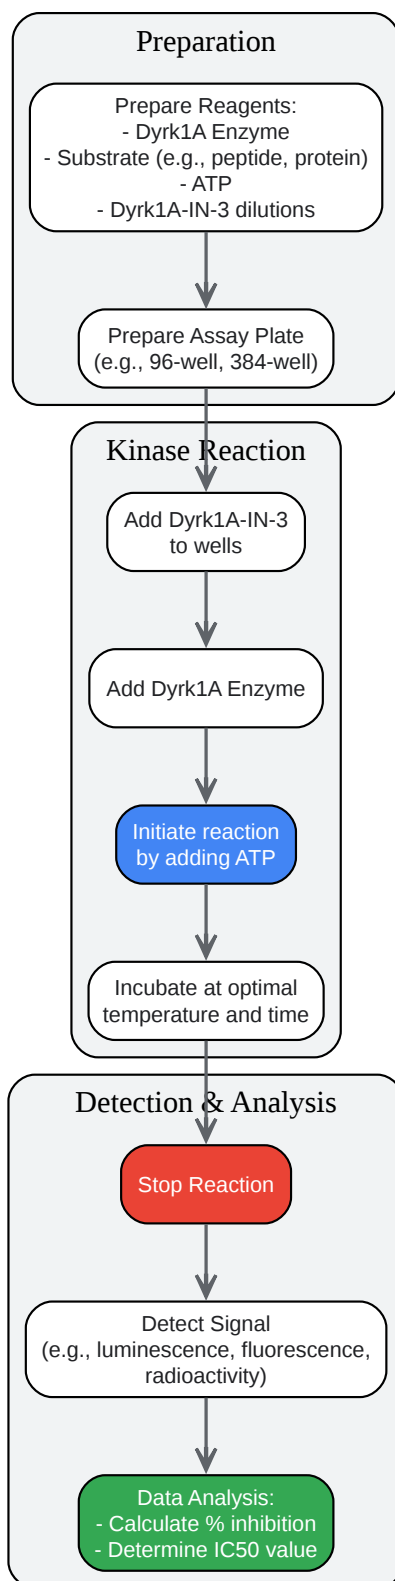 Preparation
Prepare Reagents:
- Dyrk1A Enzyme
- Substrate (e.g., peptide, protein)
- ATP
- Dyrk1A-IN-3 dilutions
Prepare Assay Plate
(e.g., 96-well, 384-well)
Kinase Reaction
Add Dyrk1A-IN-3
to wells
Add Dyrk1A Enzyme
Initiate reaction
by adding ATP
Incubate at optimal
temperature and time
Detection & Analysis
Stop Reaction
Detect Signal
(e.g., luminescence, fluorescence,
radioactivity)
Data Analysis:
- Calculate % inhibition
- Determine IC50 value